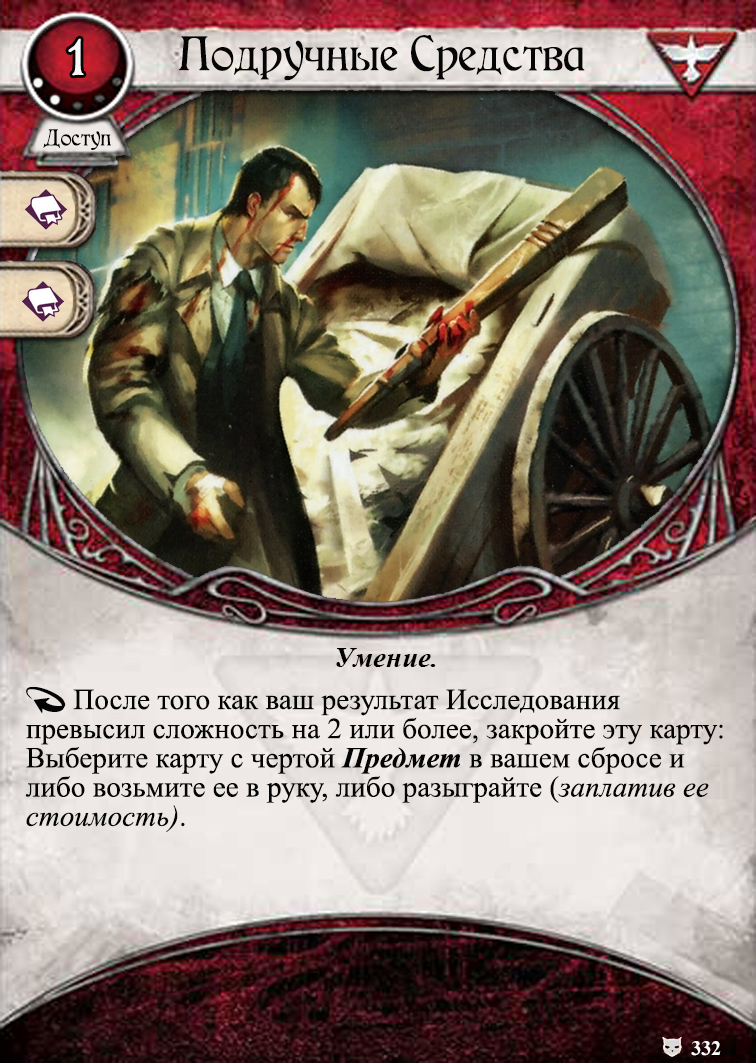 1
Подручные Средства
Доступ
Умение.
После того как ваш результат Исследования
превысил сложность на 2 или более, закройте эту карту:
Выберите карту с чертой Предмет в вашем сбросе и
либо возьмите ее в руку, либо разыграйте (заплатив ее
стоимость).
332